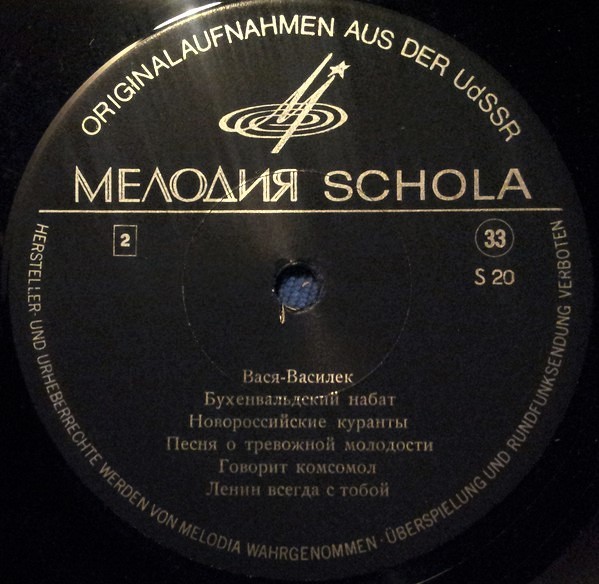 ORIGINALAUFNAHMEN AUS DER UdSSR
МЕЛОДИЯ SCHOLA
2
33
S 20
Вася-Василек
Бухенвальдский набат
Новороссийские куранты
Песня о тревожной молодости
Говорит комсомол
Ленин всегда с тобой
HERSTELLER- UND URHEBERRECHTE WERDEN VON MELODIA WAHRGENOMMEN · ÜBERSPIELUNG UND RUNDFUNKSENDUNG VERBOTEN